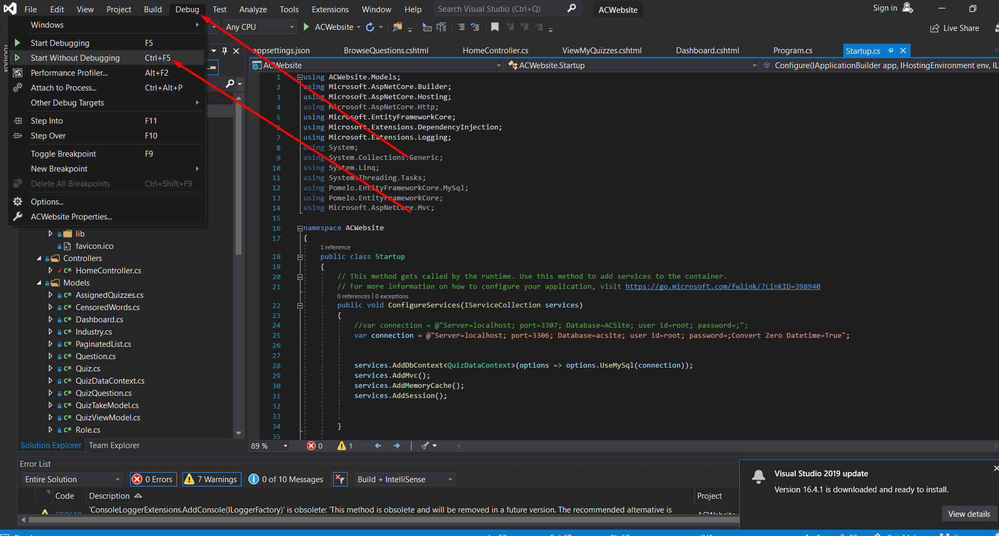 File Edit View Project Build Debug Test Analyze Tools Extensions Window Help Search Visual Studio (Ctrl+Q) ACWebsite Sign in
Any CPU ACWebsite Live Share
Windows
Start Debugging F5
Start Without Debugging Ctrl+F5
Performance Profiler... Alt+F2
Attach to Process... Ctrl+Alt+P
Other Debug Targets
Step Into F11
Step Over F10
Toggle Breakpoint F9
New Breakpoint
Delete All Breakpoints Ctrl+Shift+F9
Options...
ACWebsite Properties...
lib
favicon.ico
Controllers
HomeController.cs
Models
AssignedQuizzes.cs
CensoredWords.cs
Dashboard.cs
Industry.cs
PaginatedList.cs
Question.cs
Quiz.cs
QuizDataContext.cs
QuizQuestion.cs
QuizTakeModel.cs
QuizViewModel.cs
Role.cs
Solution Explorer Team Explorer
appsettings.json BrowseQuestions.cshtml HomeController.cs ViewMyQuizzes.cshtml Dashboard.cshtml Program.cs Startup.cs
ACWebsite ACWebsite.Startup Configure(IApplicationBuilder app, IHostingEnvironment env, IL
1 using ACWebsite.Models;
2 using Microsoft.AspNetCore.Builder;
3 using Microsoft.AspNetCore.Hosting;
4 using Microsoft.AspNetCore.Http;
5 using Microsoft.EntityFrameworkCore;
6 using Microsoft.Extensions.DependencyInjection;
7 using Microsoft.Extensions.Logging;
8 using System;
9 using System.Collections.Generic;
10 using System.Linq;
11 using System.Threading.Tasks;
12 using Pomelo.EntityFrameworkCore.MySql;
13 using Pomelo.EntityFrameworkCore;
14 using Microsoft.AspNetCore.Mvc;
15
16 namespace ACWebsite
17 {
1 reference
18 public class Startup
19 {
20 // This method gets called by the runtime. Use this method to add services to the container.
21 // For more information on how to configure your application, visit https://go.microsoft.com/fwlink/?LinkID=398940
0 references | 0 exceptions
22 public void ConfigureServices(IServiceCollection services)
23 {
24 //var connection = @"Server=localhost; port=3307; Database=ACSite; user id=root; password=;";
25 var connection = @"Server=localhost; port=3306; Database=acsite; user id=root; password=;Convert Zero Datetime=True";
26
27
28 services.AddDbContext<QuizDataContext>(options => options.UseMySql(connection));
29 services.AddMvc();
30 services.AddMemoryCache();
31 services.AddSession();
32
33
34 }
35
89 % 0 1
Error List
Entire Solution 0 Errors 7 Warnings 0 of 10 Messages Build + IntelliSense
Code Description Project
'ConsoleLoggerExtensions.AddConsole(ILoggerFactory)' is obsolete: 'This method is obsolete and will be removed in a future version. The recommended alternative is
Visual Studio 2019 update
Version 16.4.1 is downloaded and ready to install.
View details